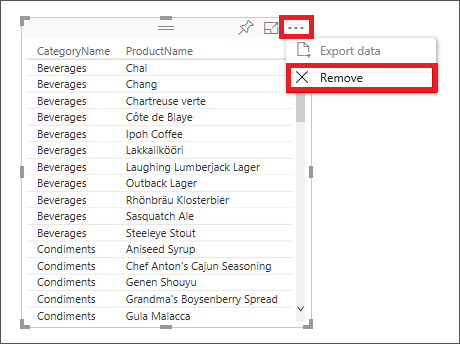 Export data
Remove
CategoryName ProductName
Beverages Chai
Beverages Chang
Beverages Chartreuse verte
Beverages Côte de Blaye
Beverages Ipoh Coffee
Beverages Lakkalikööri
Beverages Laughing Lumberjack Lager
Beverages Outback Lager
Beverages Rhönbräu Klosterbier
Beverages Sasquatch Ale
Beverages Steeleye Stout
Condiments Aniseed Syrup
Condiments Chef Anton's Cajun Seasoning
Condiments Genen Shouyu
Condiments Grandma's Boysenberry Spread
Condiments Gula Malacca